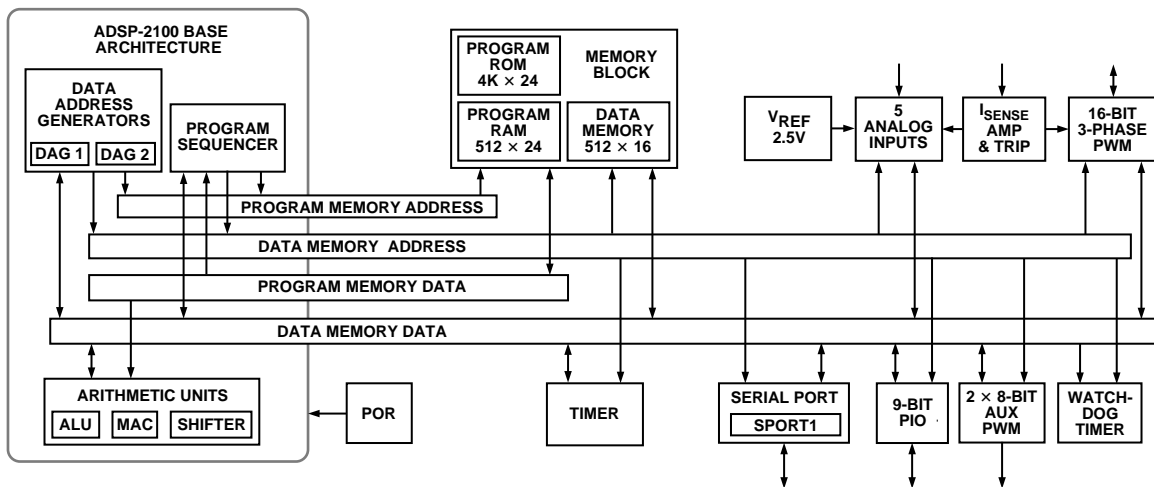 ADSP-2100 BASE
ARCHITECTURE
DATA
ADDRESS
GENERATORS
DAG 1
DAG 2
PROGRAM
SEQUENCER
PROGRAM
ROM
4K × 24
MEMORY
BLOCK
PROGRAM
RAM
512 × 24
DATA
MEMORY
512 × 16
VREF
2.5V
5
ANALOG
INPUTS
ISENSE
AMP
& TRIP
16-BIT
3-PHASE
PWM
PROGRAM MEMORY ADDRESS
DATA MEMORY ADDRESS
PROGRAM MEMORY DATA
DATA MEMORY DATA
ARITHMETIC UNITS
ALU
MAC
SHIFTER
POR
TIMER
SERIAL PORT
SPORT1
9-BIT
PIO
2 × 8-BIT
AUX
PWM
WATCH-
DOG
TIMER